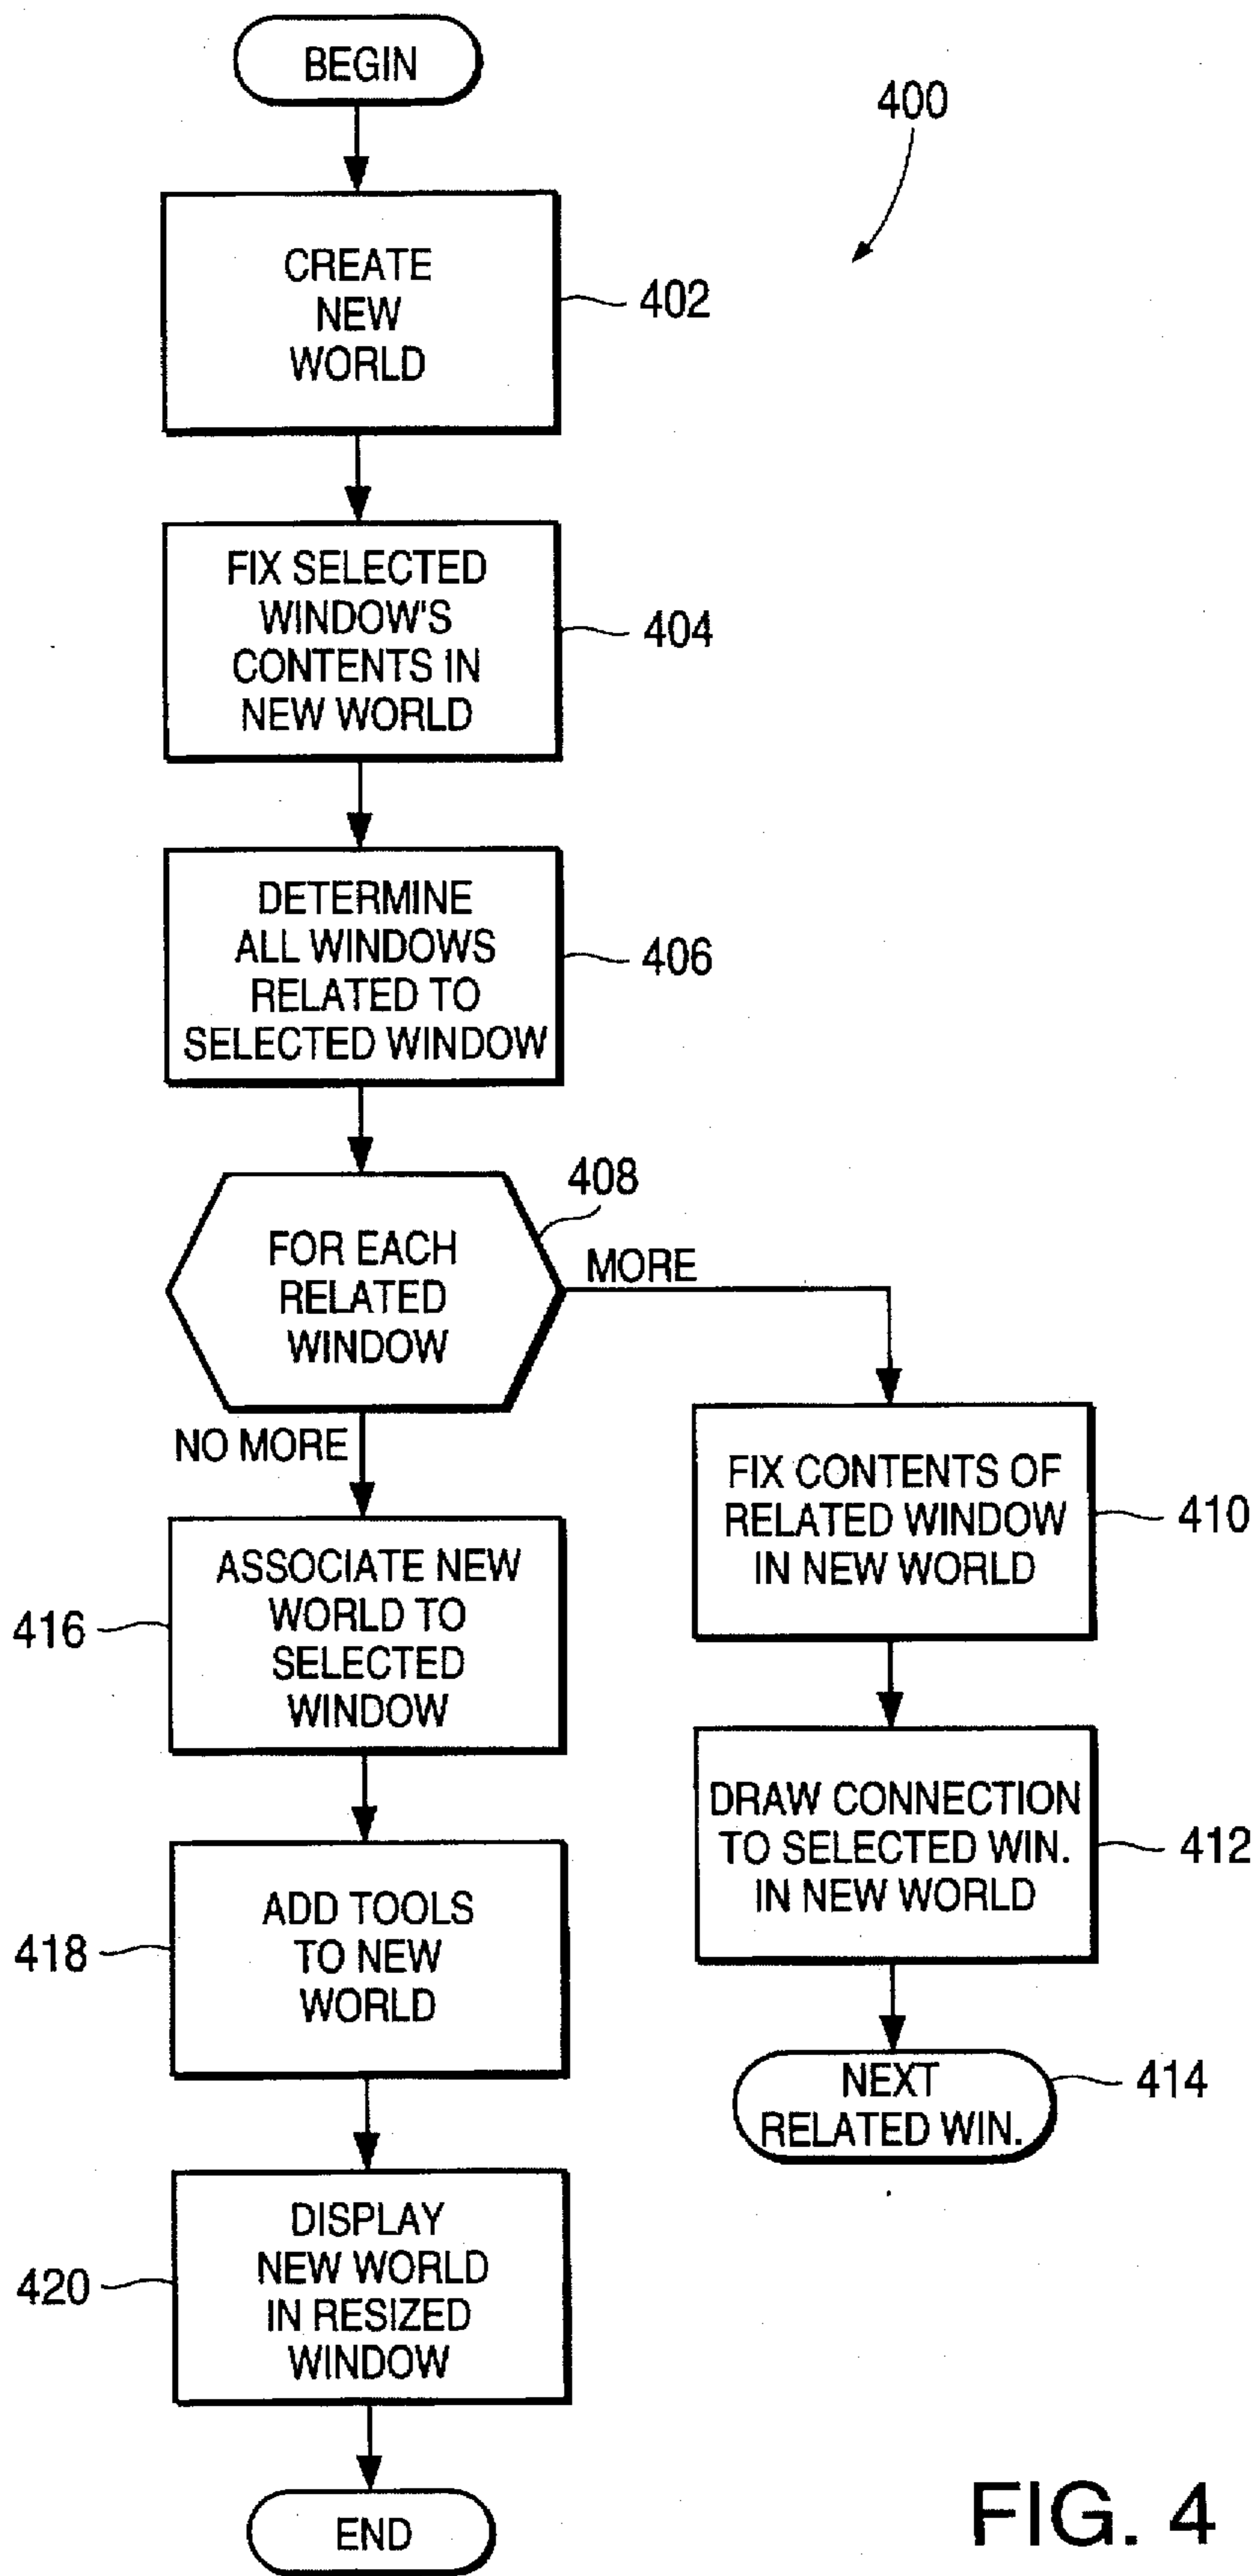 BEGIN
400
CREATE
NEW
WORLD
402
FIX SELECTED
WINDOW'S
CONTENTS IN
NEW WORLD
404
DETERMINE
ALL WINDOWS
RELATED TO
SELECTED WINDOW
406
408
FOR EACH
RELATED
WINDOW
MORE
NO MORE
FIX CONTENTS OF
RELATED WINDOW
IN NEW WORLD
410
ASSOCIATE NEW
WORLD TO
SELECTED
WINDOW
416
DRAW CONNECTION
TO SELECTED WIN.
IN NEW WORLD
412
ADD TOOLS
TO NEW
WORLD
418
NEXT
RELATED WIN.
414
DISPLAY
NEW WORLD
IN RESIZED
WINDOW
420
END
FIG. 4